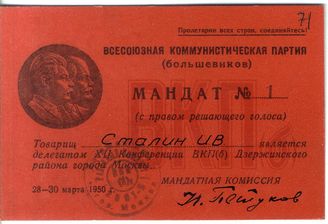 71
Пролетарии всех стран, соединяйтесь!
ВСЕСОЮЗНАЯ КОММУНИСТИЧЕСКАЯ ПАРТИЯ
(большевиков)
МАНДАТ № 1
(с правом решающего голоса)
Товарищ Сталин ИВ является
делегатом XII Конференции ВКП(б) Дзержинского
района города Москвы.
28—30 марта 1950 г.
МАНДАТНАЯ КОМИССИЯ